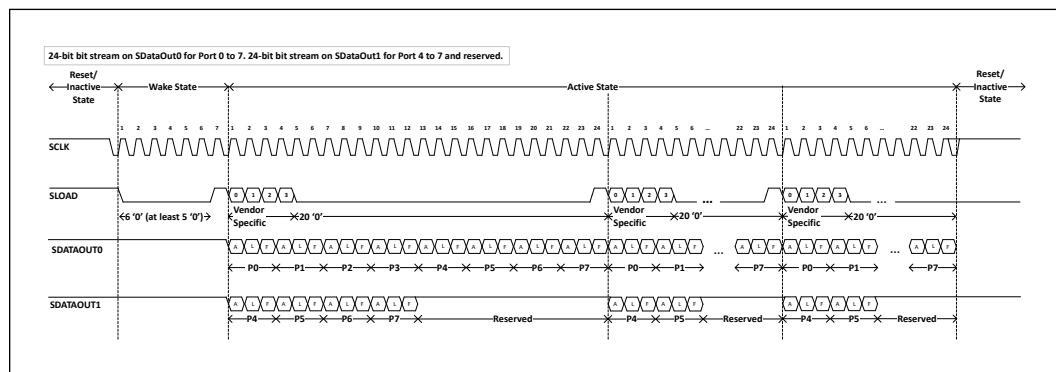 24-bit bit stream on SDataOut0 for Port 0 to 7. 24-bit bit stream on SDataOut1 for Port 4 to 7 and reserved.
Reset/ Inactive State Wake State Active State Reset/ Inactive State
1 2 3 4 5 6 7 1 2 3 4 5 6 7 8 9 10 11 12 13 14 15 16 17 18 19 20 21 22 23 24 1 2 3 4 5 6 ... 22 23 24 1 2 3 4 5 6 ... 22 23 24
SCLK
SLOAD 0 1 2 3 0 1 2 3 ... 0 1 2 3 ...
6 '0' (at least 5 '0') Vendor Specific 20 '0' Vendor Specific 20 '0' Vendor Specific 20 '0'
SDATAOUT0 A L F A L F A L F A L F A L F A L F A L F A L F A L F A L F ... A L F A L F A L F ... A L F
P0 P1 P2 P3 P4 P5 P6 P7 P0 P1 P7 P0 P1 P7
SDATAOUT1 A L F A L F A L F A L F A L F A L F A L F A L F
P4 P5 P6 P7 Reserved P4 P5 Reserved P4 P5 Reserved